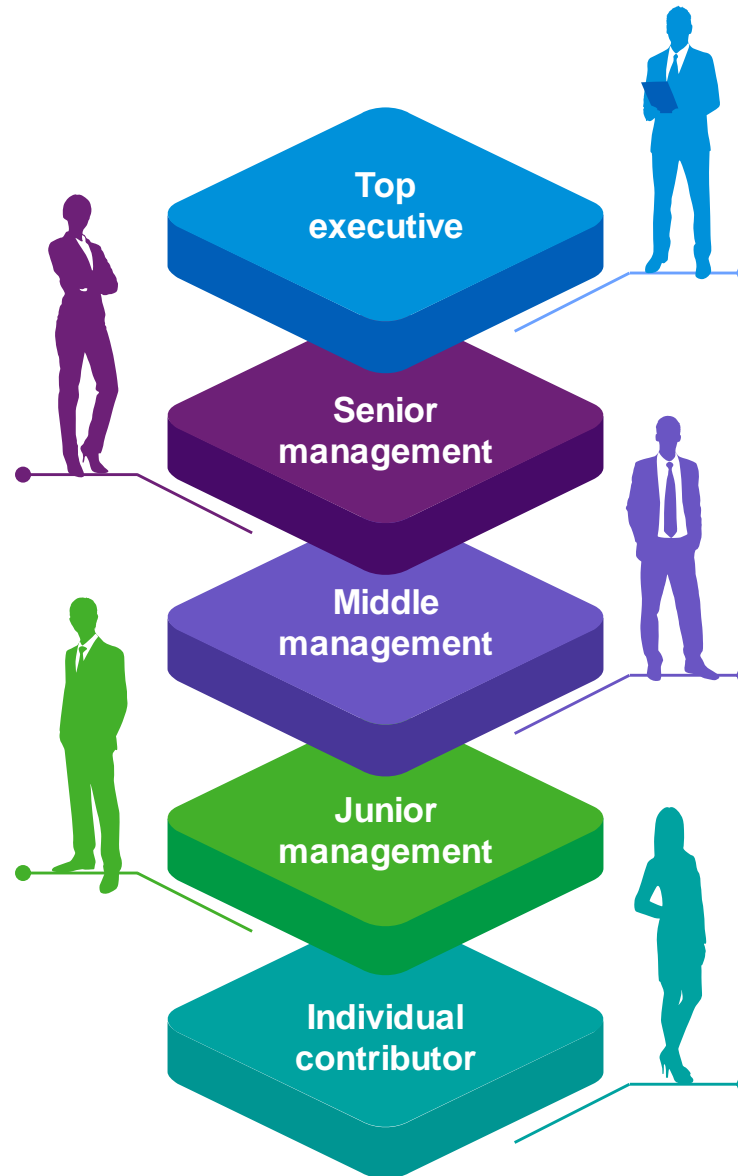 Top
executive
Senior
management
Middle
management
Junior
management
Individual
contributor